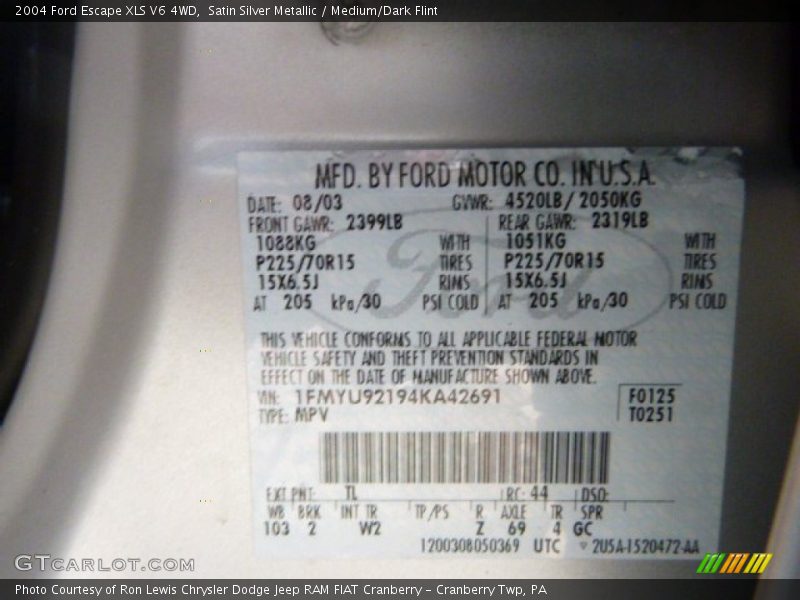 2004 Ford Escape XLS V6 4WD, Satin Silver Metallic / Medium/Dark Flint
MFD. BY FORD MOTOR CO. IN U.S.A.
DATE: 08/03 GVWR: 4520LB/ 2050KG
FRONT GAWR: 2399LB REAR GAWR: 2319LB
1088KG WITH 1051KG WITH
P225/70R15 TIRES P225/70R15 TIRES
15X6.5J RIMS 15X6.5J RIMS
AT 205 kPa/30 PSI COLD AT 205 kPa/30 PSI COLD
THIS VEHICLE CONFORMS TO ALL APPLICABLE FEDERAL MOTOR
VEHICLE SAFETY AND THEFT PREVENTION STANDARDS IN
EFFECT ON THE DATE OF MANUFACTURE SHOWN ABOVE.
VIN: 1FMYU92194KA42691 F0125
TYPE: MPV T0251
EXT PNT: TL RC: 44 DSO:
WB BRK INT TR TP/PS R AXLE TR SPR
103 2 W2 Z 69 4 GC
1200308050369 UTC 2U5A-1520472-AA
GTCARLOT.COM
Photo Courtesy of Ron Lewis Chrysler Dodge Jeep RAM FIAT Cranberry - Cranberry Twp, PA